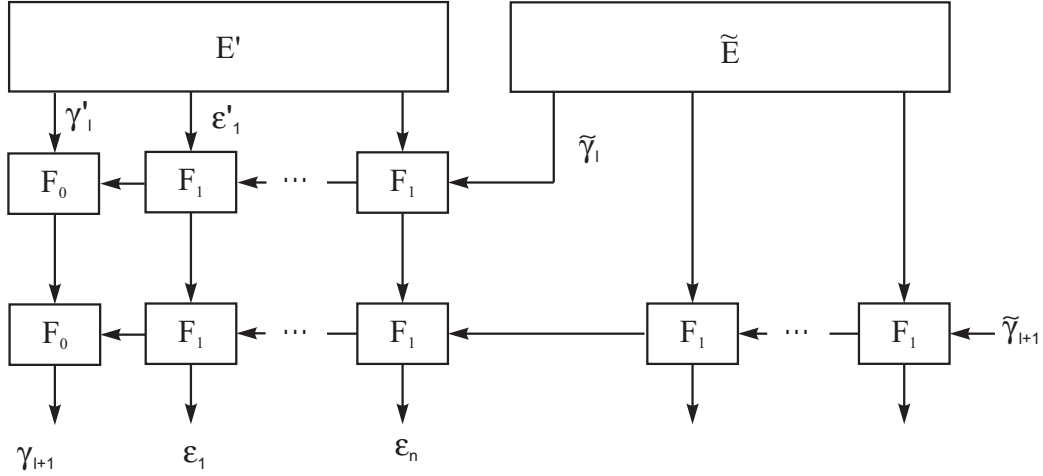 E' Ẽ
γ'ₗ ε'₁
γ̃ₗ
F₀ F₁ ... F₁
F₀ F₁ ... F₁ F₁ ... F₁ γ̃ₗ₊₁
γₗ₊₁ ε₁ εₙ